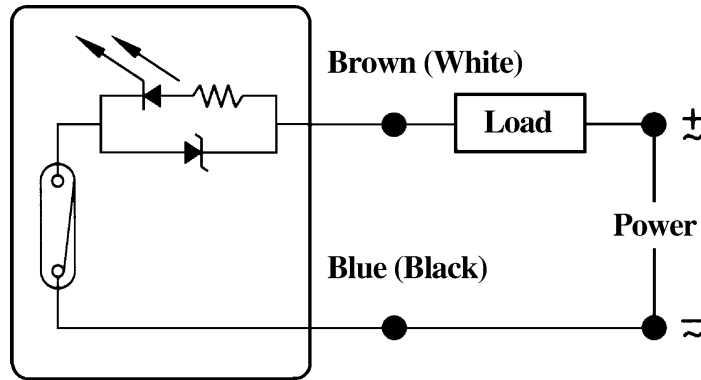 Brown (White)
Load
+
~
Power
Blue (Black)
−
~